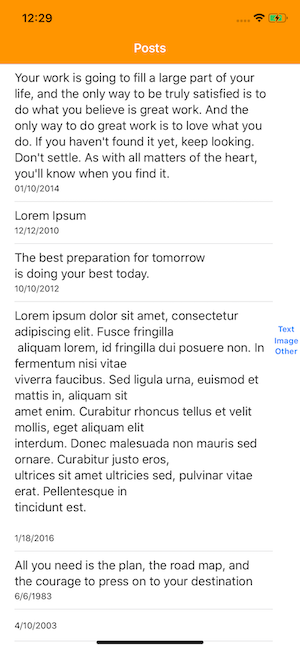 12:29
Posts
Your work is going to fill a large part of your
life, and the only way to be truly satisfied is to
do what you believe is great work. And the
only way to do great work is to love what you
do. If you haven't found it yet, keep looking.
Don't settle. As with all matters of the heart,
you'll know when you find it.
01/10/2014
Lorem Ipsum
12/12/2010
The best preparation for tomorrow
is doing your best today.
10/10/2012
Lorem ipsum dolor sit amet, consectetur
adipiscing elit. Fusce fringilla
aliquam lorem, id fringilla dui posuere non. In
fermentum nisi vitae
viverra faucibus. Sed ligula urna, euismod et
mattis in, aliquam sit
amet enim. Curabitur rhoncus tellus et velit
mollis, eget aliquam elit
interdum. Donec malesuada non mauris sed
ornare. Curabitur justo eros,
ultrices sit amet ultricies sed, pulvinar vitae
erat. Pellentesque in
tincidunt est.
1/18/2016
Text
Image
Other
All you need is the plan, the road map, and
the courage to press on to your destination
6/6/1983
4/10/2003